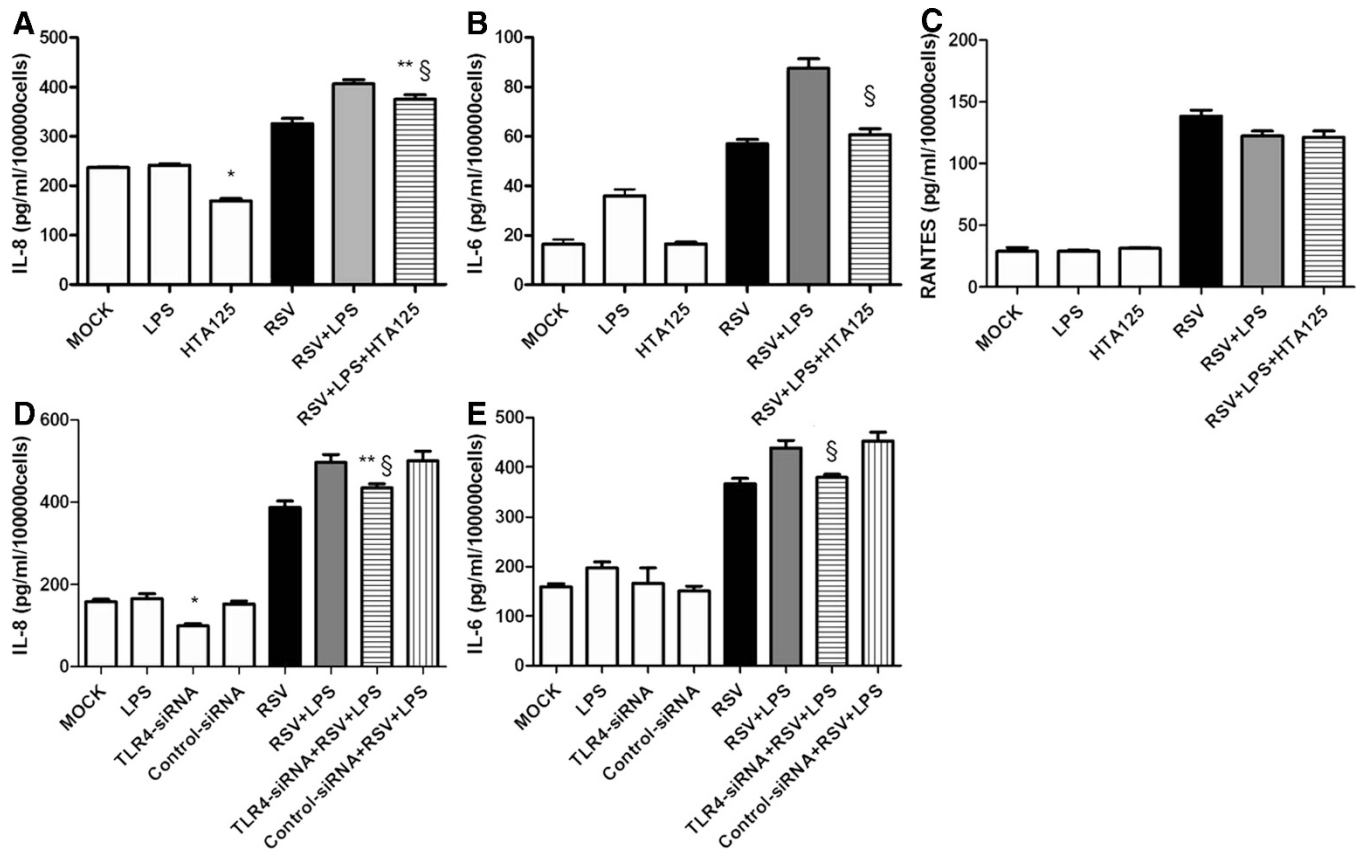 A
IL-8 (pg/ml/100000cells)
500
400
300
200
100
0
*
** §
MOCK
LPS
HTA125
RSV
RSV+LPS
RSV+LPS+HTA125
B
IL-6 (pg/ml/100000cells)
100
80
60
40
20
0
§
MOCK
LPS
HTA125
RSV
RSV+LPS
RSV+LPS+HTA125
C
RANTES (pg/ml/100000cells)
200
150
100
50
0
MOCK
LPS
HTA125
RSV
RSV+LPS
RSV+LPS+HTA125
D
IL-8 (pg/ml/100000cells)
600
400
200
0
*
** §
MOCK
LPS
TLR4-siRNA
Control-siRNA
RSV
RSV+LPS
TLR4-siRNA+RSV+LPS
Control-siRNA+RSV+LPS
E
IL-6 (pg/ml/100000cells)
500
400
300
200
100
0
§
MOCK
LPS
TLR4-siRNA
Control-siRNA
RSV
RSV+LPS
TLR4-siRNA+RSV+LPS
Control-siRNA+RSV+LPS